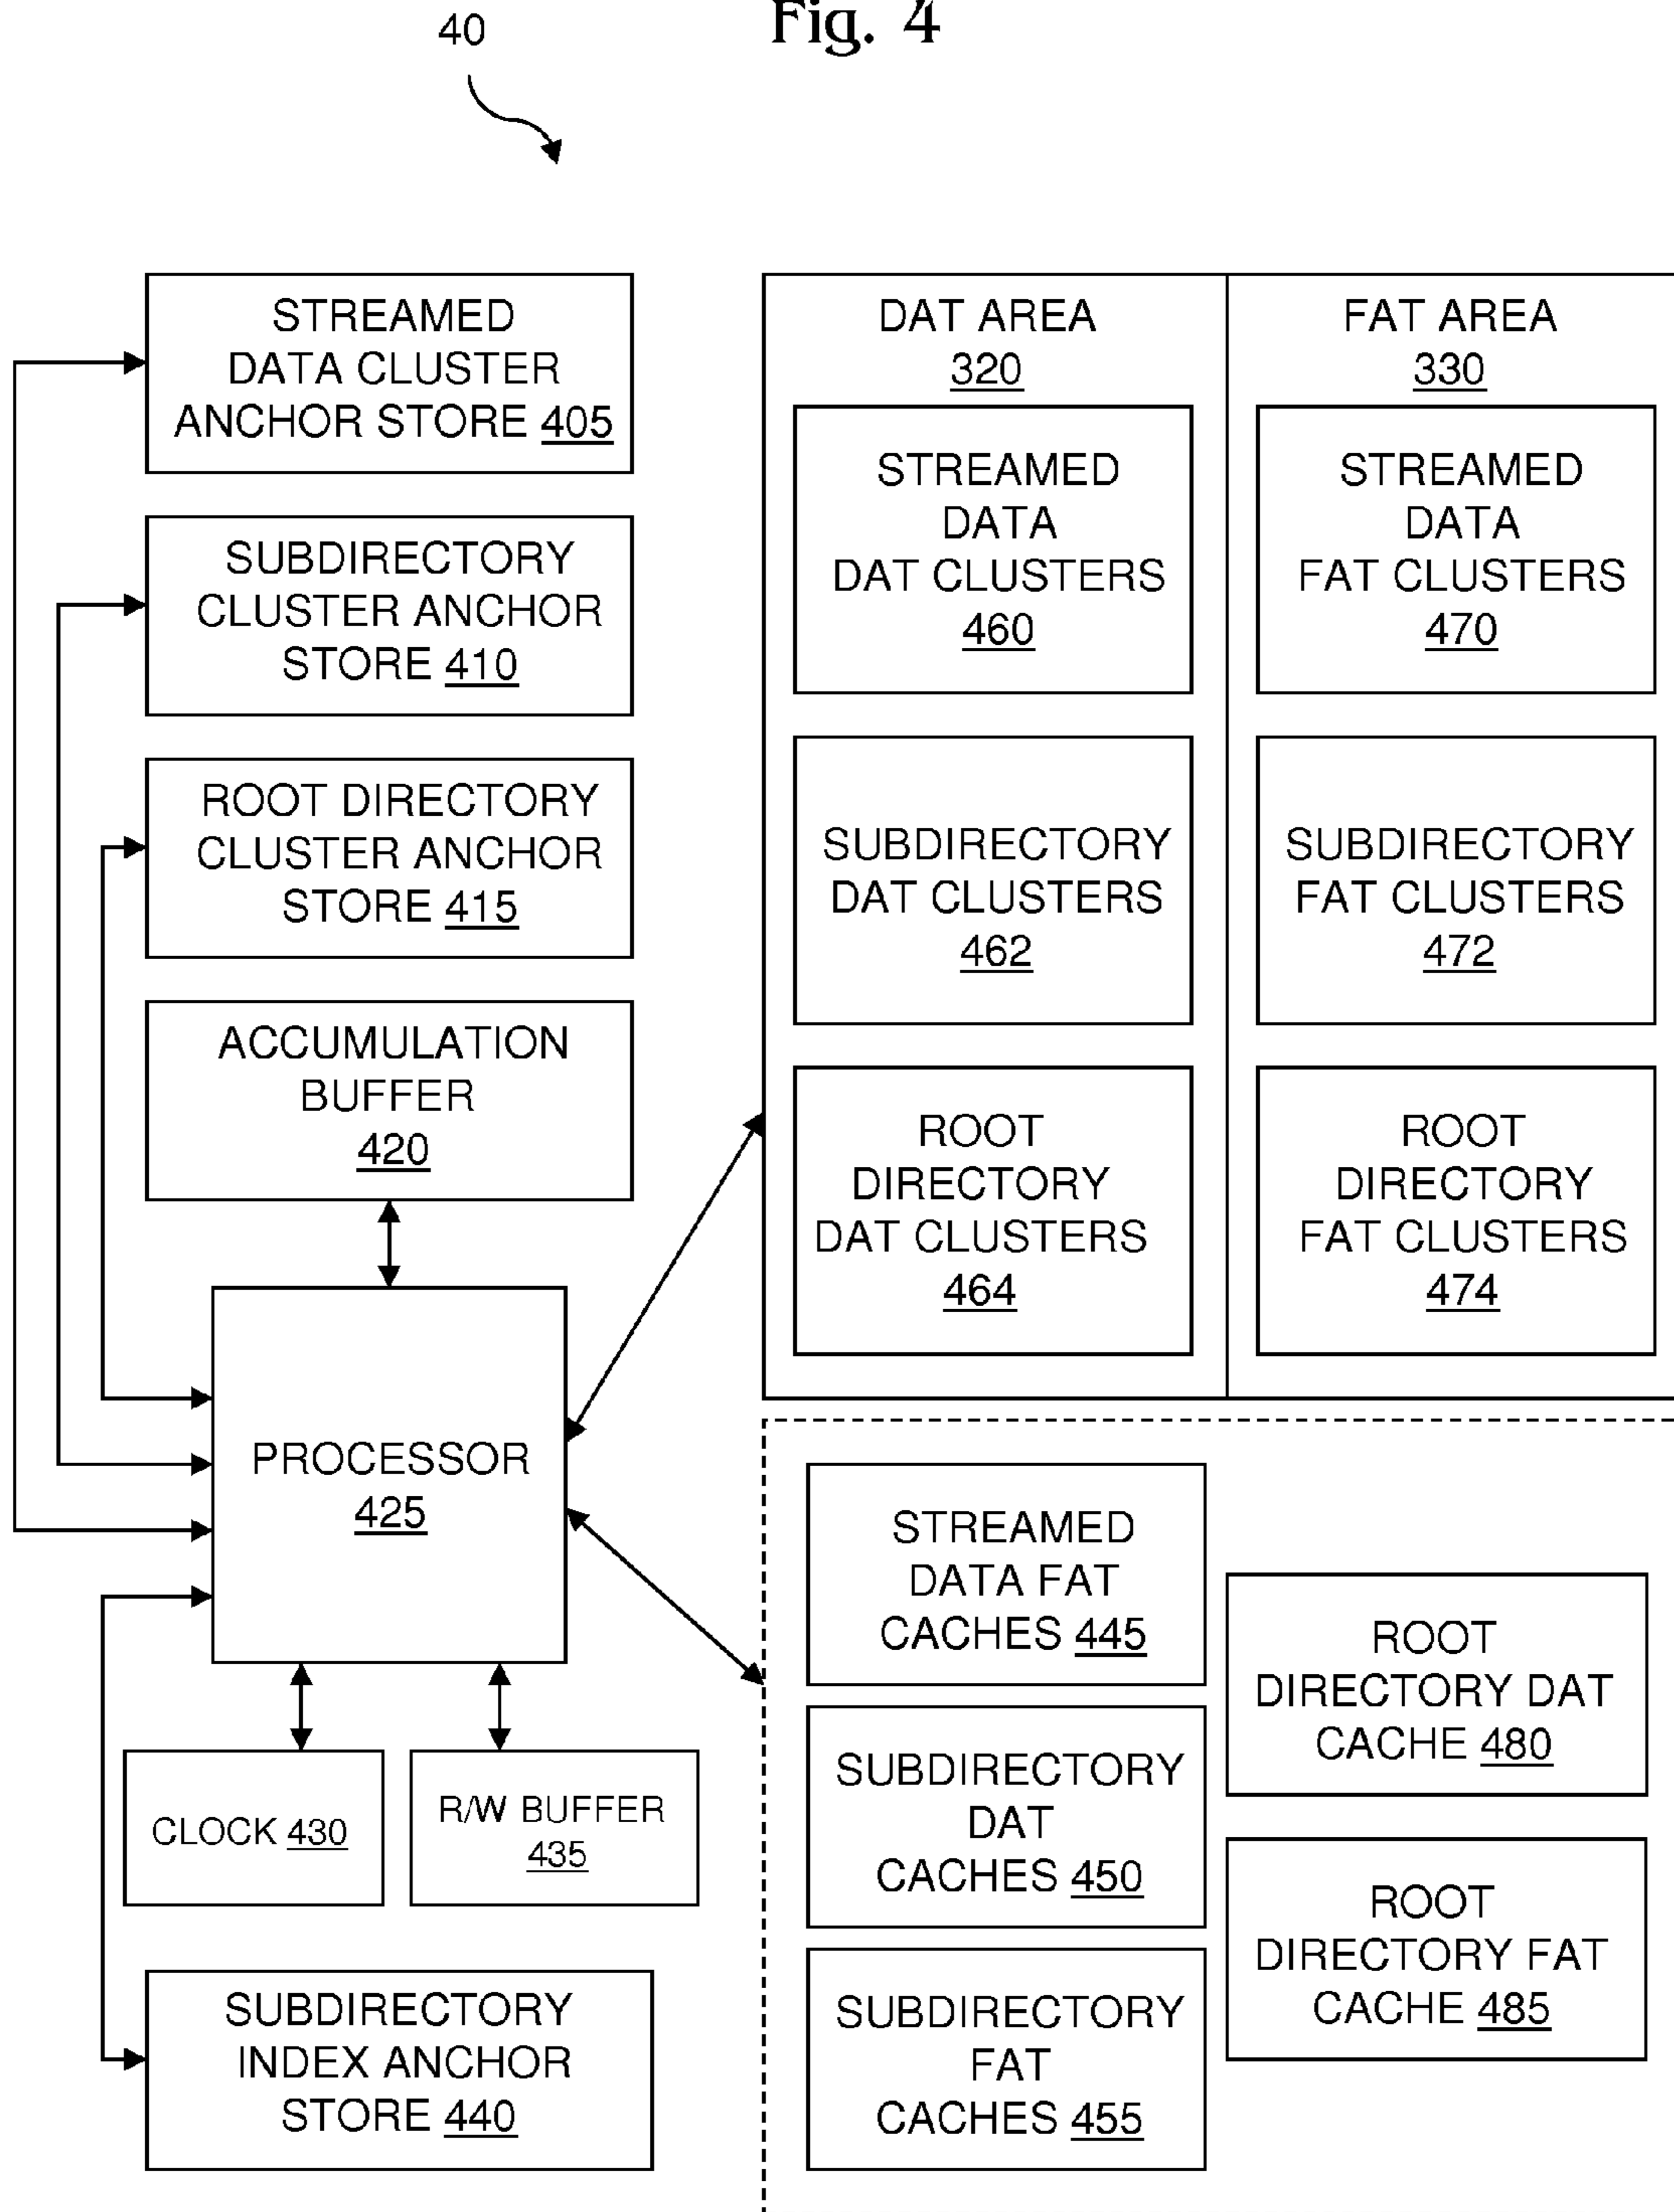 40
Fig. 4
STREAMED
DATA CLUSTER
ANCHOR STORE 405
SUBDIRECTORY
CLUSTER ANCHOR
STORE 410
ROOT DIRECTORY
CLUSTER ANCHOR
STORE 415
ACCUMULATION
BUFFER
420
PROCESSOR
425
CLOCK 430
R/W BUFFER
435
SUBDIRECTORY
INDEX ANCHOR
STORE 440
DAT AREA
320
STREAMED
DATA
DAT CLUSTERS
460
SUBDIRECTORY
DAT CLUSTERS
462
ROOT
DIRECTORY
DAT CLUSTERS
464
FAT AREA
330
STREAMED
DATA
FAT CLUSTERS
470
SUBDIRECTORY
FAT CLUSTERS
472
ROOT
DIRECTORY
FAT CLUSTERS
474
STREAMED
DATA FAT
CACHES 445
SUBDIRECTORY
DAT
CACHES 450
SUBDIRECTORY
FAT
CACHES 455
ROOT
DIRECTORY DAT
CACHE 480
ROOT
DIRECTORY FAT
CACHE 485